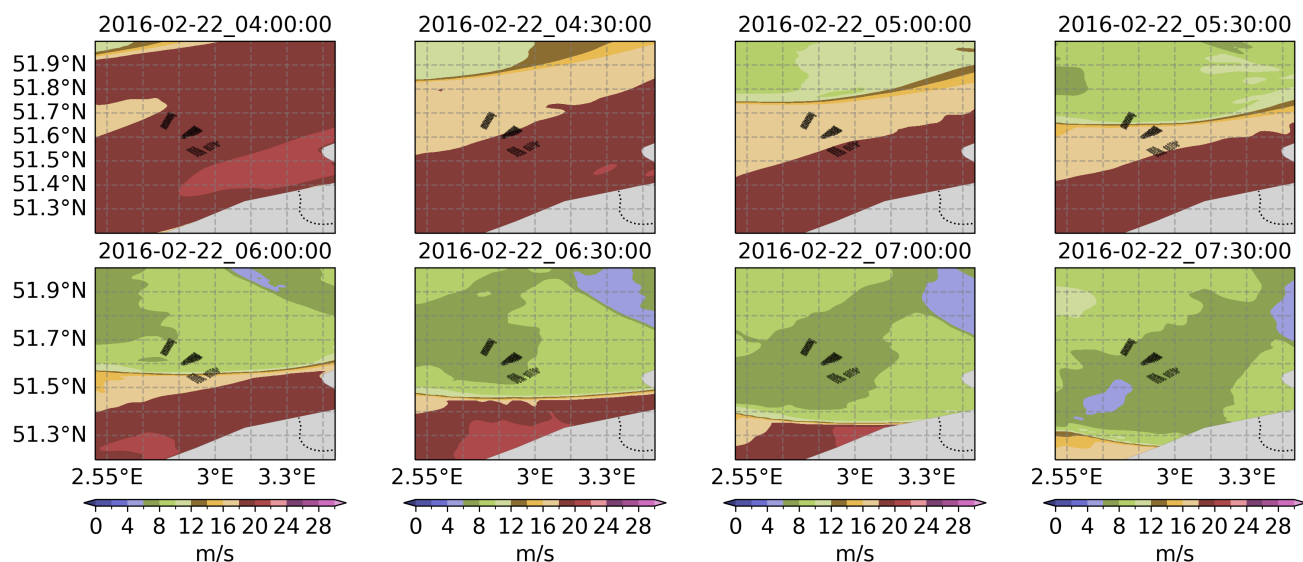 2016-02-22_04:00:00 2016-02-22_04:30:00 2016-02-22_05:00:00 2016-02-22_05:30:00
51.9°N
51.8°N
51.7°N
51.6°N
51.5°N
51.4°N
51.3°N
2016-02-22_06:00:00 2016-02-22_06:30:00 2016-02-22_07:00:00 2016-02-22_07:30:00
51.9°N
51.7°N
51.5°N
51.3°N
2.55°E 3°E 3.3°E 2.55°E 3°E 3.3°E 2.55°E 3°E 3.3°E 2.55°E 3°E 3.3°E
0 4 8 12 16 20 24 28 0 4 8 12 16 20 24 28 0 4 8 12 16 20 24 28 0 4 8 12 16 20 24 28
m/s m/s m/s m/s